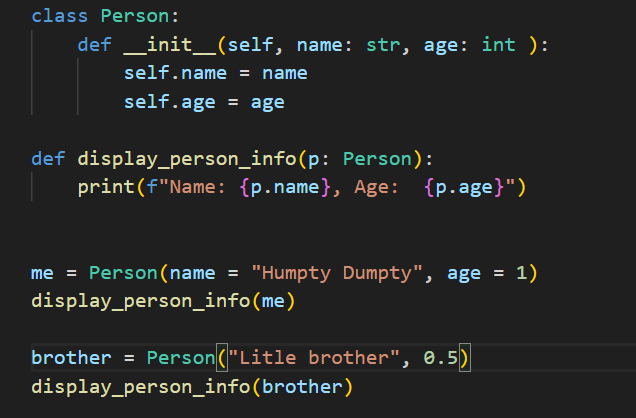 class Person:
    def __init__(self, name: str, age: int ):
        self.name = name
        self.age = age
def display_person_info(p: Person):
    print(f"Name: {p.name}, Age:  {p.age}")
me = Person(name = "Humpty Dumpty", age = 1)
display_person_info(me)
brother = Person("Litle brother", 0.5)
display_person_info(brother)